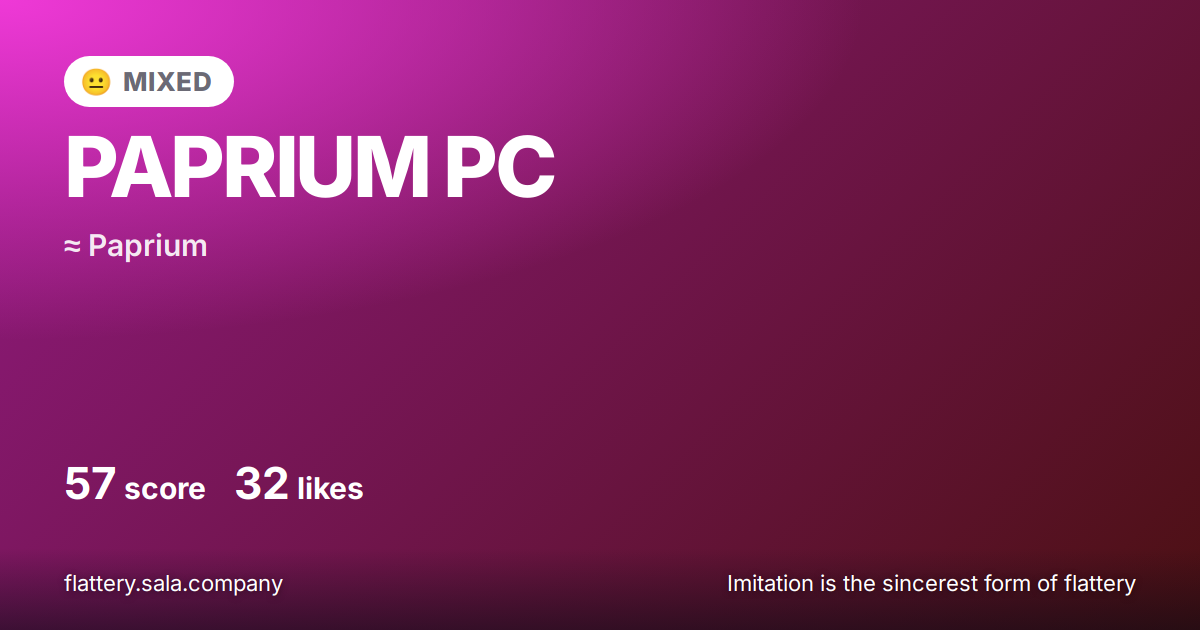 😐 MIXED
PAPRIUM PC
≈ Paprium
57 score 32 likes
flattery.sala.company Imitation is the sincerest form of flattery